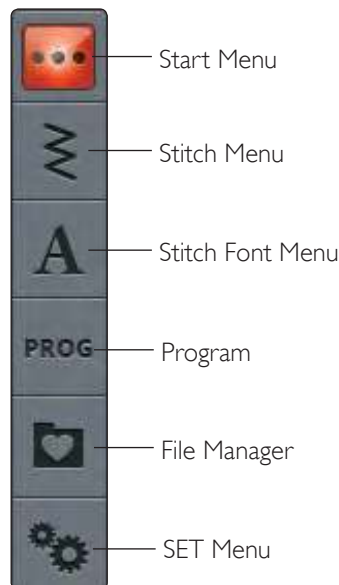 Start Menu
Stitch Menu
A Stitch Font Menu
PROG Program
File Manager
SET Menu